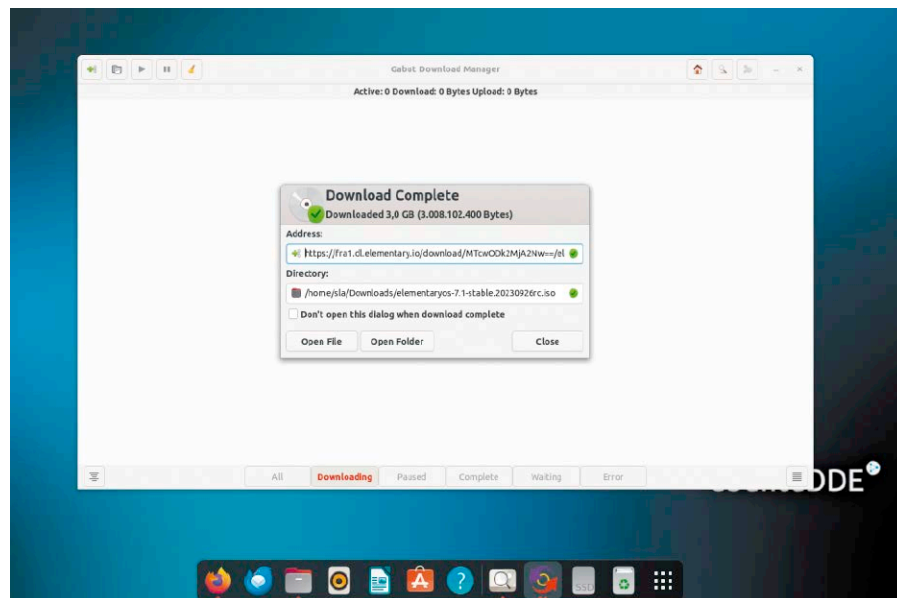 Gabut Download Manager
Active: 0 Download: 0 Bytes Upload: 0 Bytes
Download Complete
Downloaded 3,0 GB (3.008.102.400 Bytes)
Address:
https://fra1.dl.elementary.io/download/MTcwODk2MjA2Nw==/el
Directory:
/home/sla/Downloads/elementaryos-7.1-stable.20230926rc.iso
Don't open this dialog when download complete
Open File Open Folder Close
All Downloading Paused Complete Waiting Error
DDE
SSD